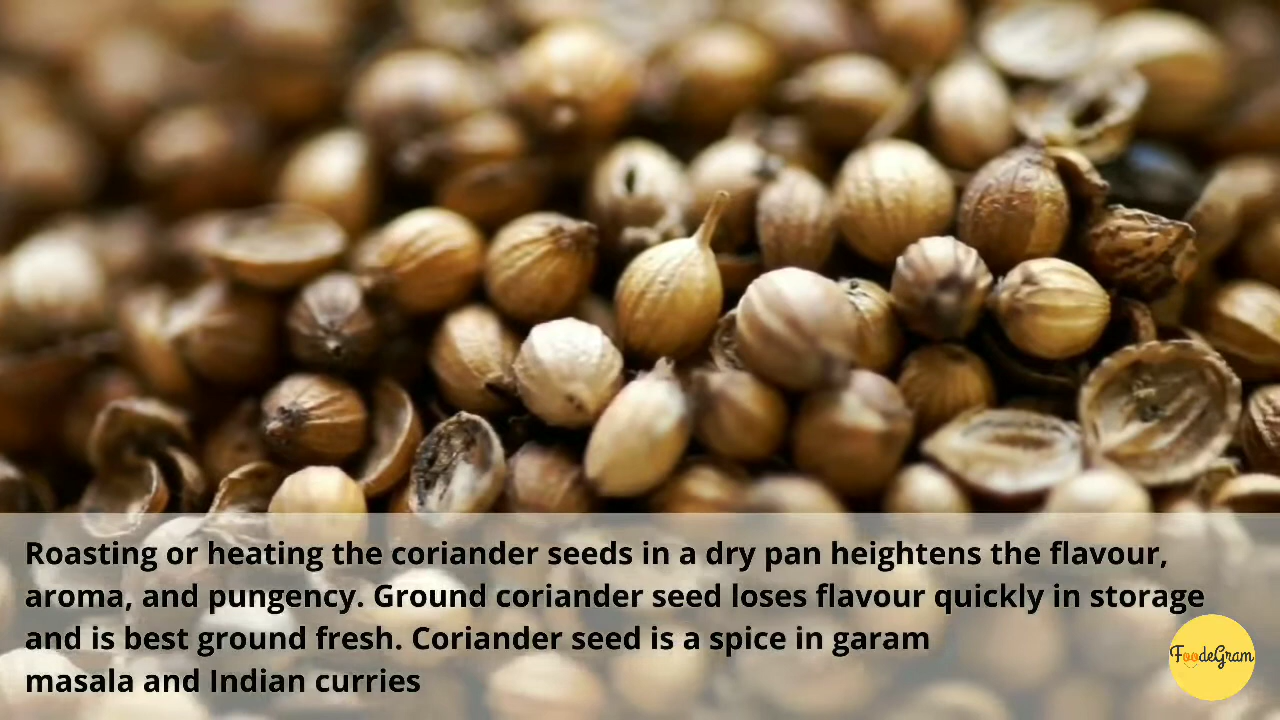 Roasting or heating the coriander seeds in a dry pan heightens the flavour,
aroma, and pungency. Ground coriander seed loses flavour quickly in storage
and is best ground fresh. Coriander seed is a spice in garam
masala and Indian curries
FoodeGram